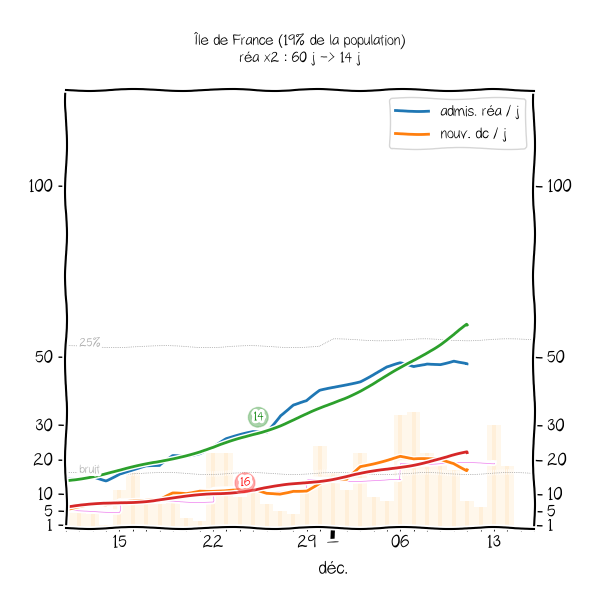 Île de France (19% de la population)
réa x2 : 60 j -> 14 j
admis. réa / j
nouv. dc / j
100 100
25%
50 50
14
30 30
20 20
bruit
16
10 10
5 5
1 1
15 22 29 06 13
déc.